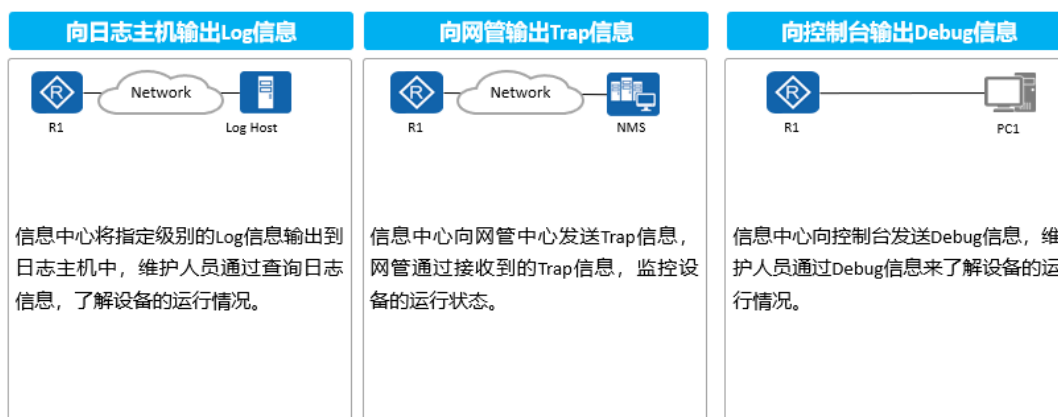 向日志主机输出Log信息
Network
R1
Log Host
信息中心将指定级别的Log信息输出到
日志主机中，维护人员通过查询日志
信息，了解设备的运行情况。
向网管输出Trap信息
Network
R1
NMS
信息中心向网管中心发送Trap信息，
网管通过接收到的Trap信息，监控设
备的运行状态。
向控制台输出Debug信息
R1
PC1
信息中心向控制台发送Debug信息，维
护人员通过Debug信息来了解设备的运
行情况。